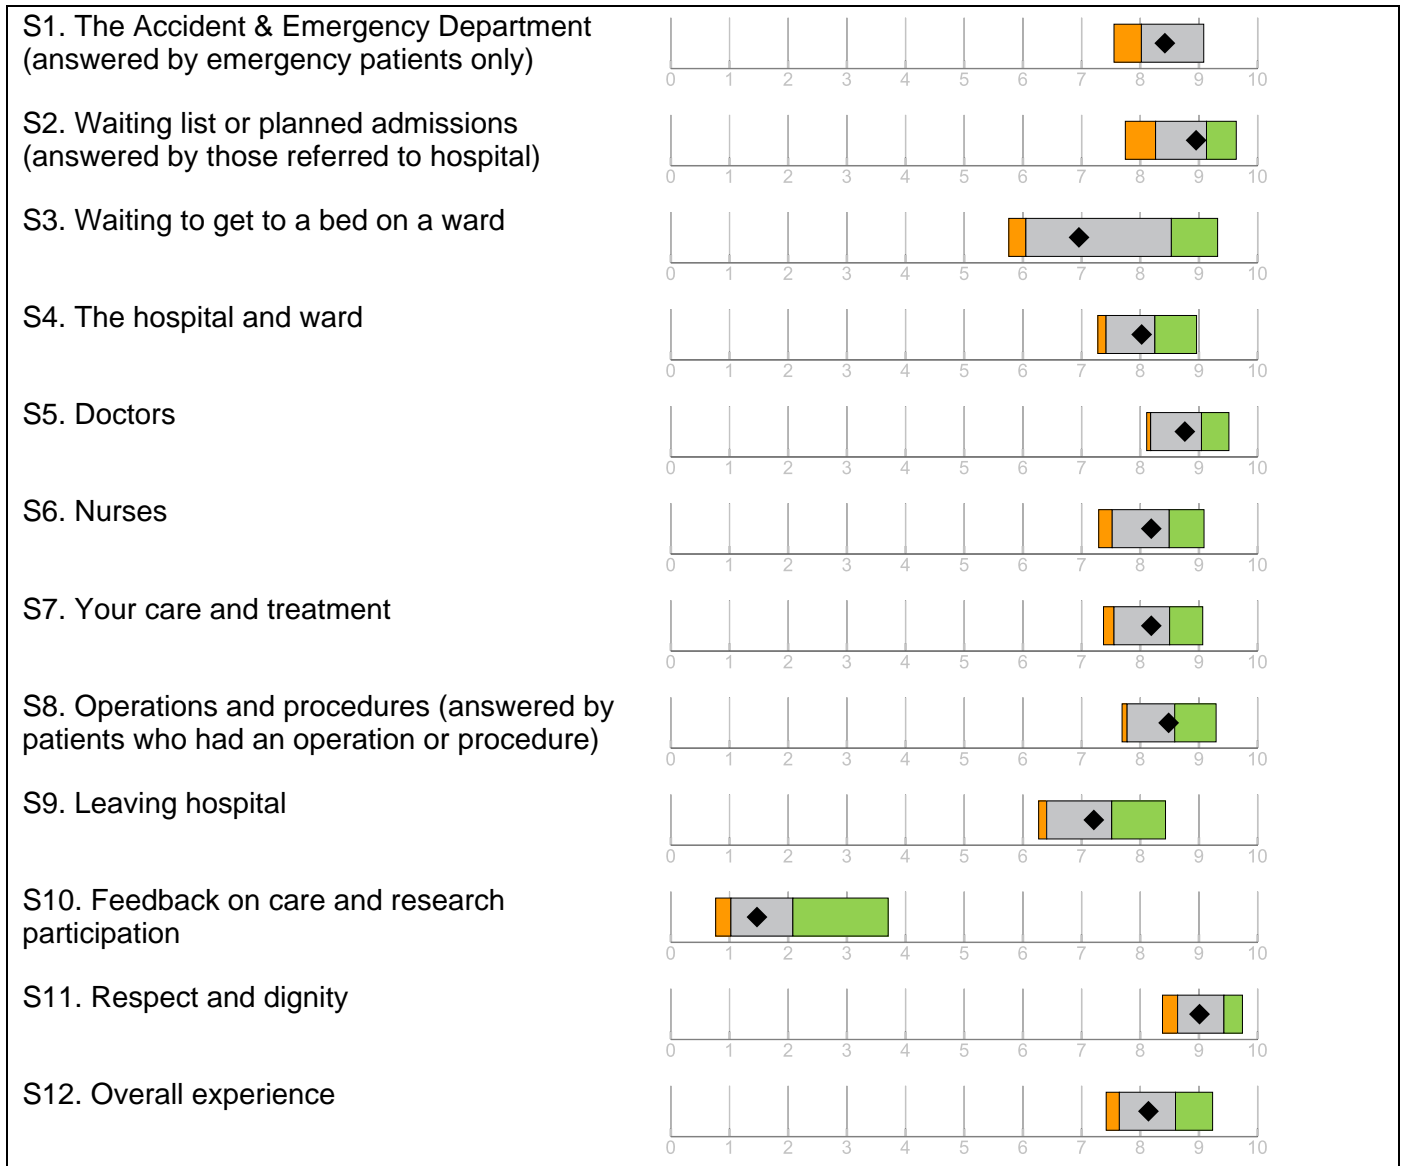 S1. The Accident & Emergency Department
(answered by emergency patients only)
0 1 2 3 4 5 6 7 8 9 10
S2. Waiting list or planned admissions
(answered by those referred to hospital)
0 1 2 3 4 5 6 7 8 9 10
S3. Waiting to get to a bed on a ward
0 1 2 3 4 5 6 7 8 9 10
S4. The hospital and ward
0 1 2 3 4 5 6 7 8 9 10
S5. Doctors
0 1 2 3 4 5 6 7 8 9 10
S6. Nurses
0 1 2 3 4 5 6 7 8 9 10
S7. Your care and treatment
0 1 2 3 4 5 6 7 8 9 10
S8. Operations and procedures (answered by
patients who had an operation or procedure)
0 1 2 3 4 5 6 7 8 9 10
S9. Leaving hospital
0 1 2 3 4 5 6 7 8 9 10
S10. Feedback on care and research
participation
0 1 2 3 4 5 6 7 8 9 10
S11. Respect and dignity
0 1 2 3 4 5 6 7 8 9 10
S12. Overall experience
0 1 2 3 4 5 6 7 8 9 10